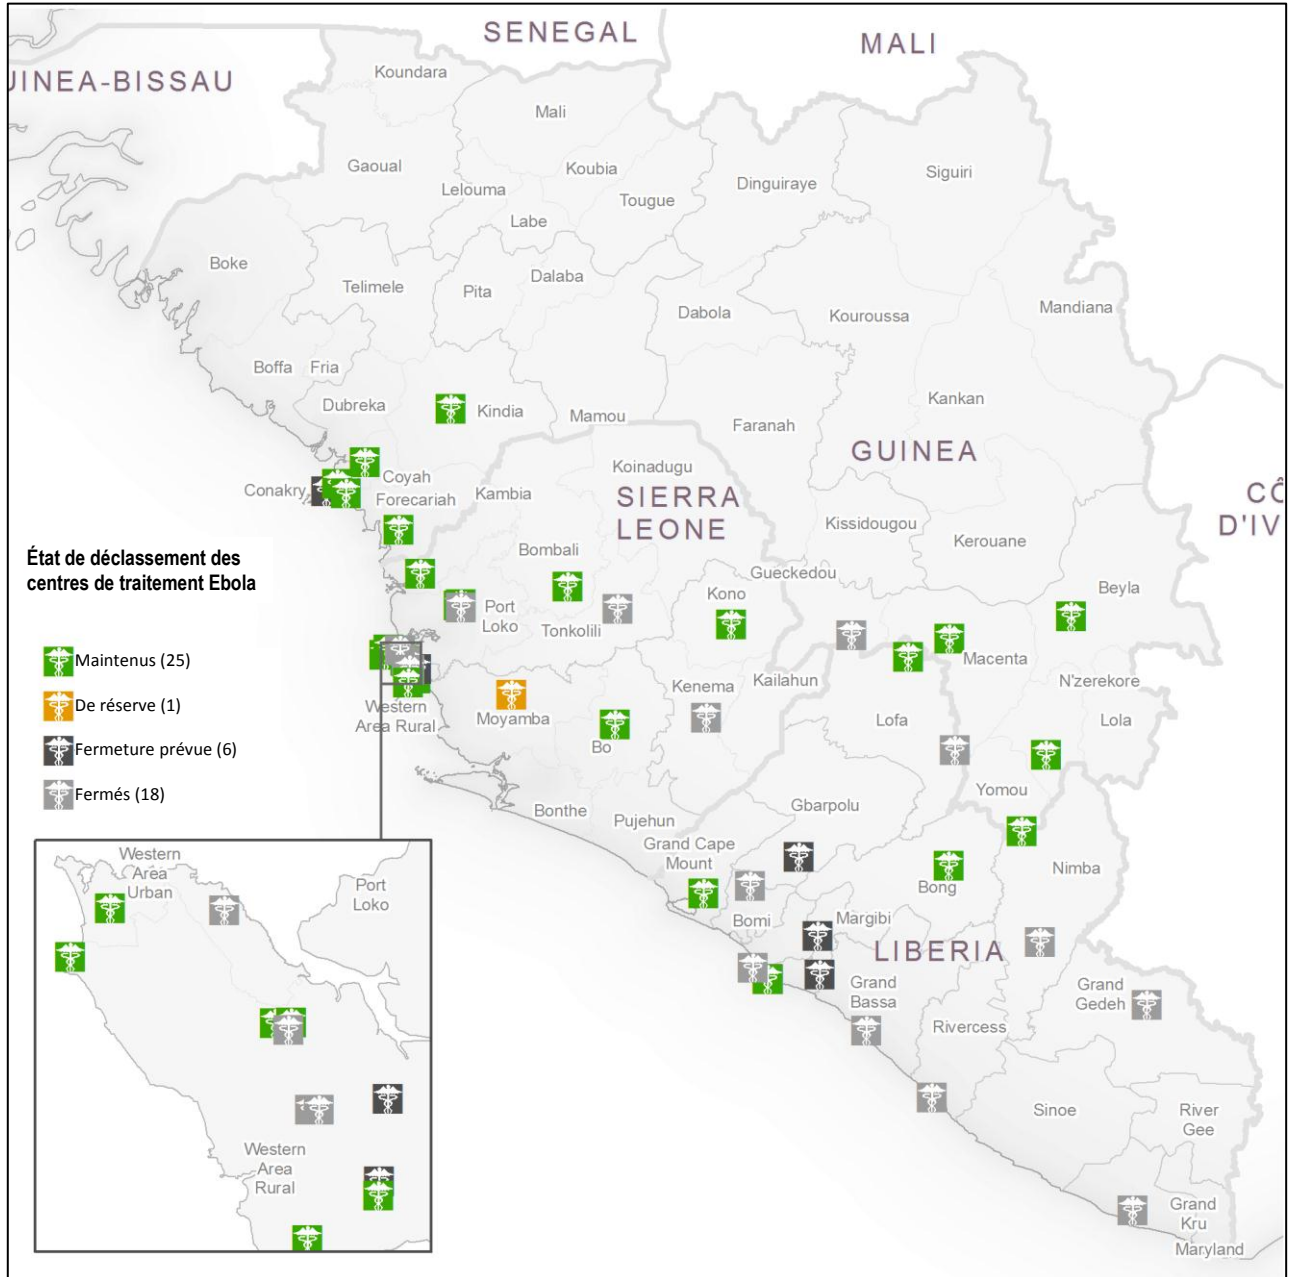 SENEGAL
MALI
UINEA-BISSAU
Koundara
Mali
Gaoual
Koubia
Lelouma
Tougue
Dinguiraye
Siguiri
Labe
Boke
Telimele
Pita
Dalaba
Dabola
Kouroussa
Mandiana
Boffa
Fria
Dubreka
Kindia
Mamou
Faranah
Kankan
GUINEA
Conakry
Coyah
Forecariah
Kambia
Koinadugu
SIERRA
LEONE
Kissidougou
Kerouane
CÔ
D'IV
État de déclassement des
centres de traitement Ebola
Bombali
Gueckedou
Beyla
Port
Loko
Tonkolili
Kono
Macenta
Maintenus (25)
De réserve (1)
Fermeture prévue (6)
Fermés (18)
Western
Area Rural
Moyamba
Bo
Kenema
Kailahun
Lofa
N'zerekore
Lola
Yomou
Bonthe
Pujehun
Gbarpolu
Grand Cape
Mount
Bomi
Margibi
Bong
Nimba
LIBERIA
Grand
Bassa
Rivercess
Grand
Gedeh
Sinoe
River
Gee
Grand
Kru
Maryland
Western
Area
Urban
Port
Loko
Western
Area
Rural